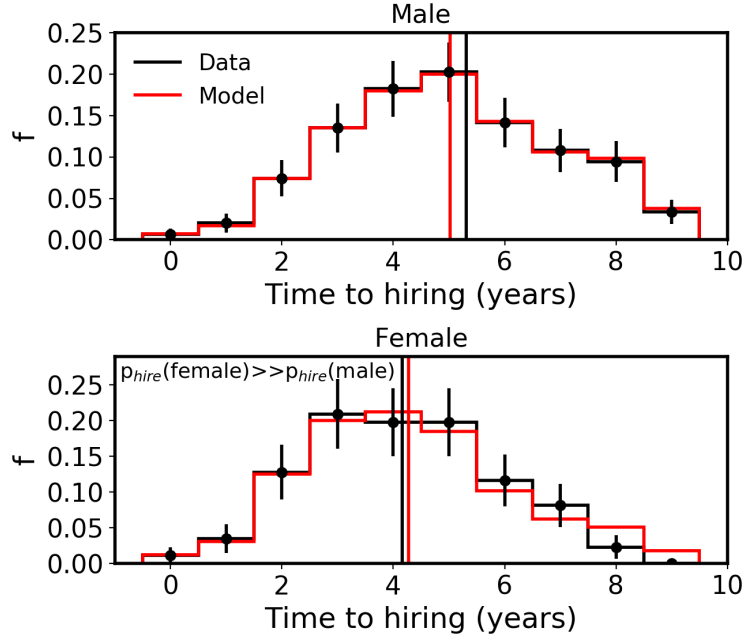 Male
0.25
0.20
0.15
0.10
0.05
0.00
f
Data
Model
0 2 4 6 8 10
Time to hiring (years)
Female
p_hire(female)>>p_hire(male)
0.25
0.20
0.15
0.10
0.05
0.00
f
0 2 4 6 8 10
Time to hiring (years)